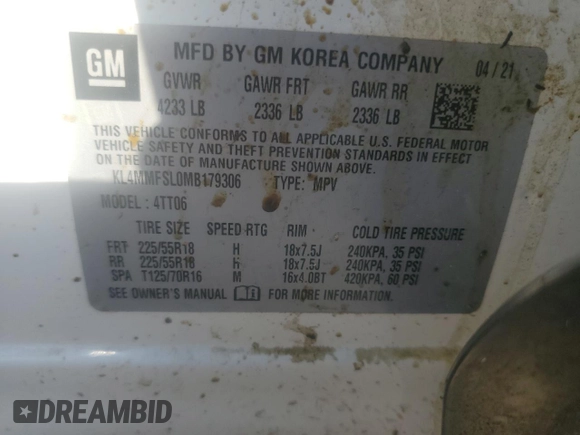 GM
MFD BY GM KOREA COMPANY
04 / 21
GVWR GAWR FRT GAWR RR
4233 LB 2336 LB 2336 LB
THIS VEHICLE CONFORMS TO ALL APPLICABLE U.S. FEDERAL MOTOR
VEHICLE SAFETY AND THEFT PREVENTION STANDARDS IN EFFECT
ON THE DATE OF MANUFACTURE SHOWN ABOVE.
KL4MMFSL0MB179306 TYPE: MPV
MODEL : 4TT06
TIRE SIZE SPEED RTG RIM COLD TIRE PRESSURE
FRT 225/55R18 H 18x7.5J 240KPA, 35 PSI
RR 225/55R18 H 18x7.5J 240KPA, 35 PSI
SPA T125/70R16 M 16x4.0BT 420KPA, 60 PSI
SEE OWNER'S MANUAL FOR MORE INFORMATION.
DREAMBID